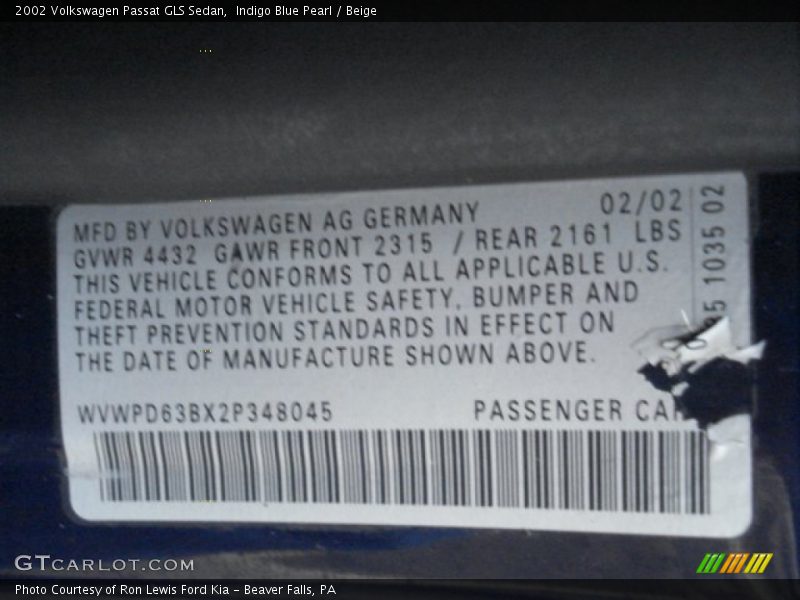 2002 Volkswagen Passat GLS Sedan,  Indigo Blue Pearl / Beige
02/02
MFD BY VOLKSWAGEN AG GERMANY
GVWR 4432 GAWR FRONT 2315 / REAR 2161 LBS
THIS VEHICLE CONFORMS TO ALL APPLICABLE U.S.
FEDERAL MOTOR VEHICLE SAFETY, BUMPER AND
THEFT PREVENTION STANDARDS IN EFFECT ON
THE DATE OF MANUFACTURE SHOWN ABOVE.
WVWPD63BX2P348045 PASSENGER CAR
1035 02
GTCARLOT.COM
Photo Courtesy of Ron Lewis Ford Kia - Beaver Falls, PA